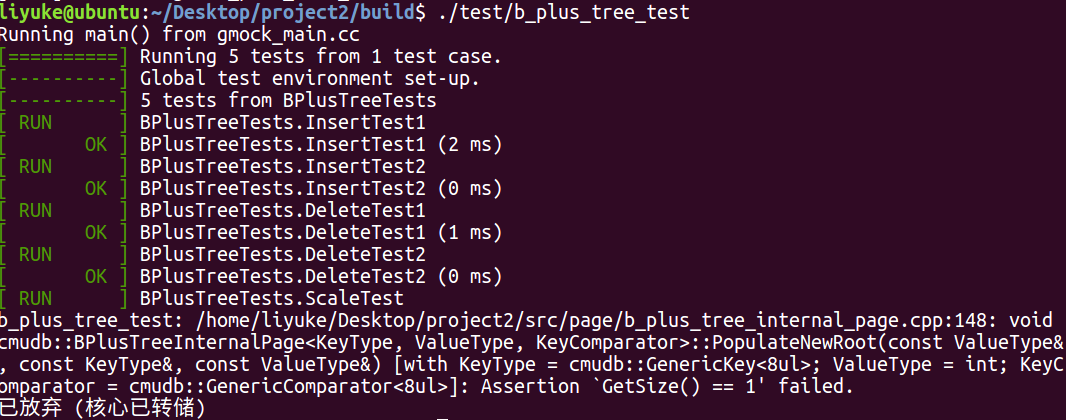 liyuke@ubuntu:~/Desktop/project2/build$ ./test/b_plus_tree_test
Running main() from gmock_main.cc
[==========] Running 5 tests from 1 test case.
[----------] Global test environment set-up.
[----------] 5 tests from BPlusTreeTests
[ RUN      ] BPlusTreeTests.InsertTest1
[       OK ] BPlusTreeTests.InsertTest1 (2 ms)
[ RUN      ] BPlusTreeTests.InsertTest2
[       OK ] BPlusTreeTests.InsertTest2 (0 ms)
[ RUN      ] BPlusTreeTests.DeleteTest1
[       OK ] BPlusTreeTests.DeleteTest1 (1 ms)
[ RUN      ] BPlusTreeTests.DeleteTest2
[       OK ] BPlusTreeTests.DeleteTest2 (0 ms)
[ RUN      ] BPlusTreeTests.ScaleTest
b_plus_tree_test: /home/liyuke/Desktop/project2/src/page/b_plus_tree_internal_page.cpp:148: void
cmudb::BPlusTreeInternalPage<KeyType, ValueType, KeyComparator>::PopulateNewRoot(const ValueType&
, const KeyType&, const ValueType&) [with KeyType = cmudb::GenericKey<8ul>; ValueType = int; KeyC
omparator = cmudb::GenericComparator<8ul>]: Assertion `GetSize() == 1' failed.
已放弃 (核心已转储)